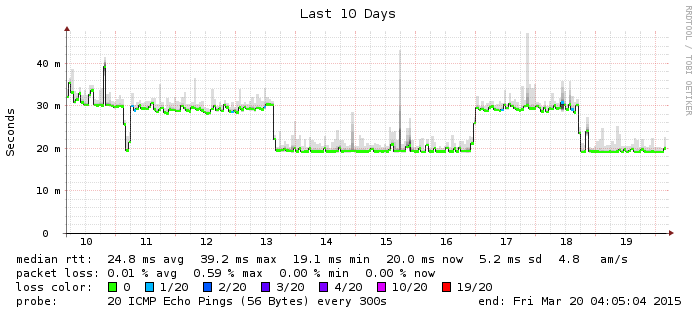 Last 10 Days
RRDTOOL / TOBI OETIKER
Seconds
40 m
30 m
20 m
10 m
0
10 11 12 13 14 15 16 17 18 19
median rtt: 24.8 ms avg 39.2 ms max 19.1 ms min 20.0 ms now 5.2 ms sd 4.8 am/s
packet loss: 0.01 % avg 0.59 % max 0.00 % min 0.00 % now
loss color: 0 1/20 2/20 3/20 4/20 10/20 19/20
probe: 20 ICMP Echo Pings (56 Bytes) every 300s end: Fri Mar 20 04:05:04 2015